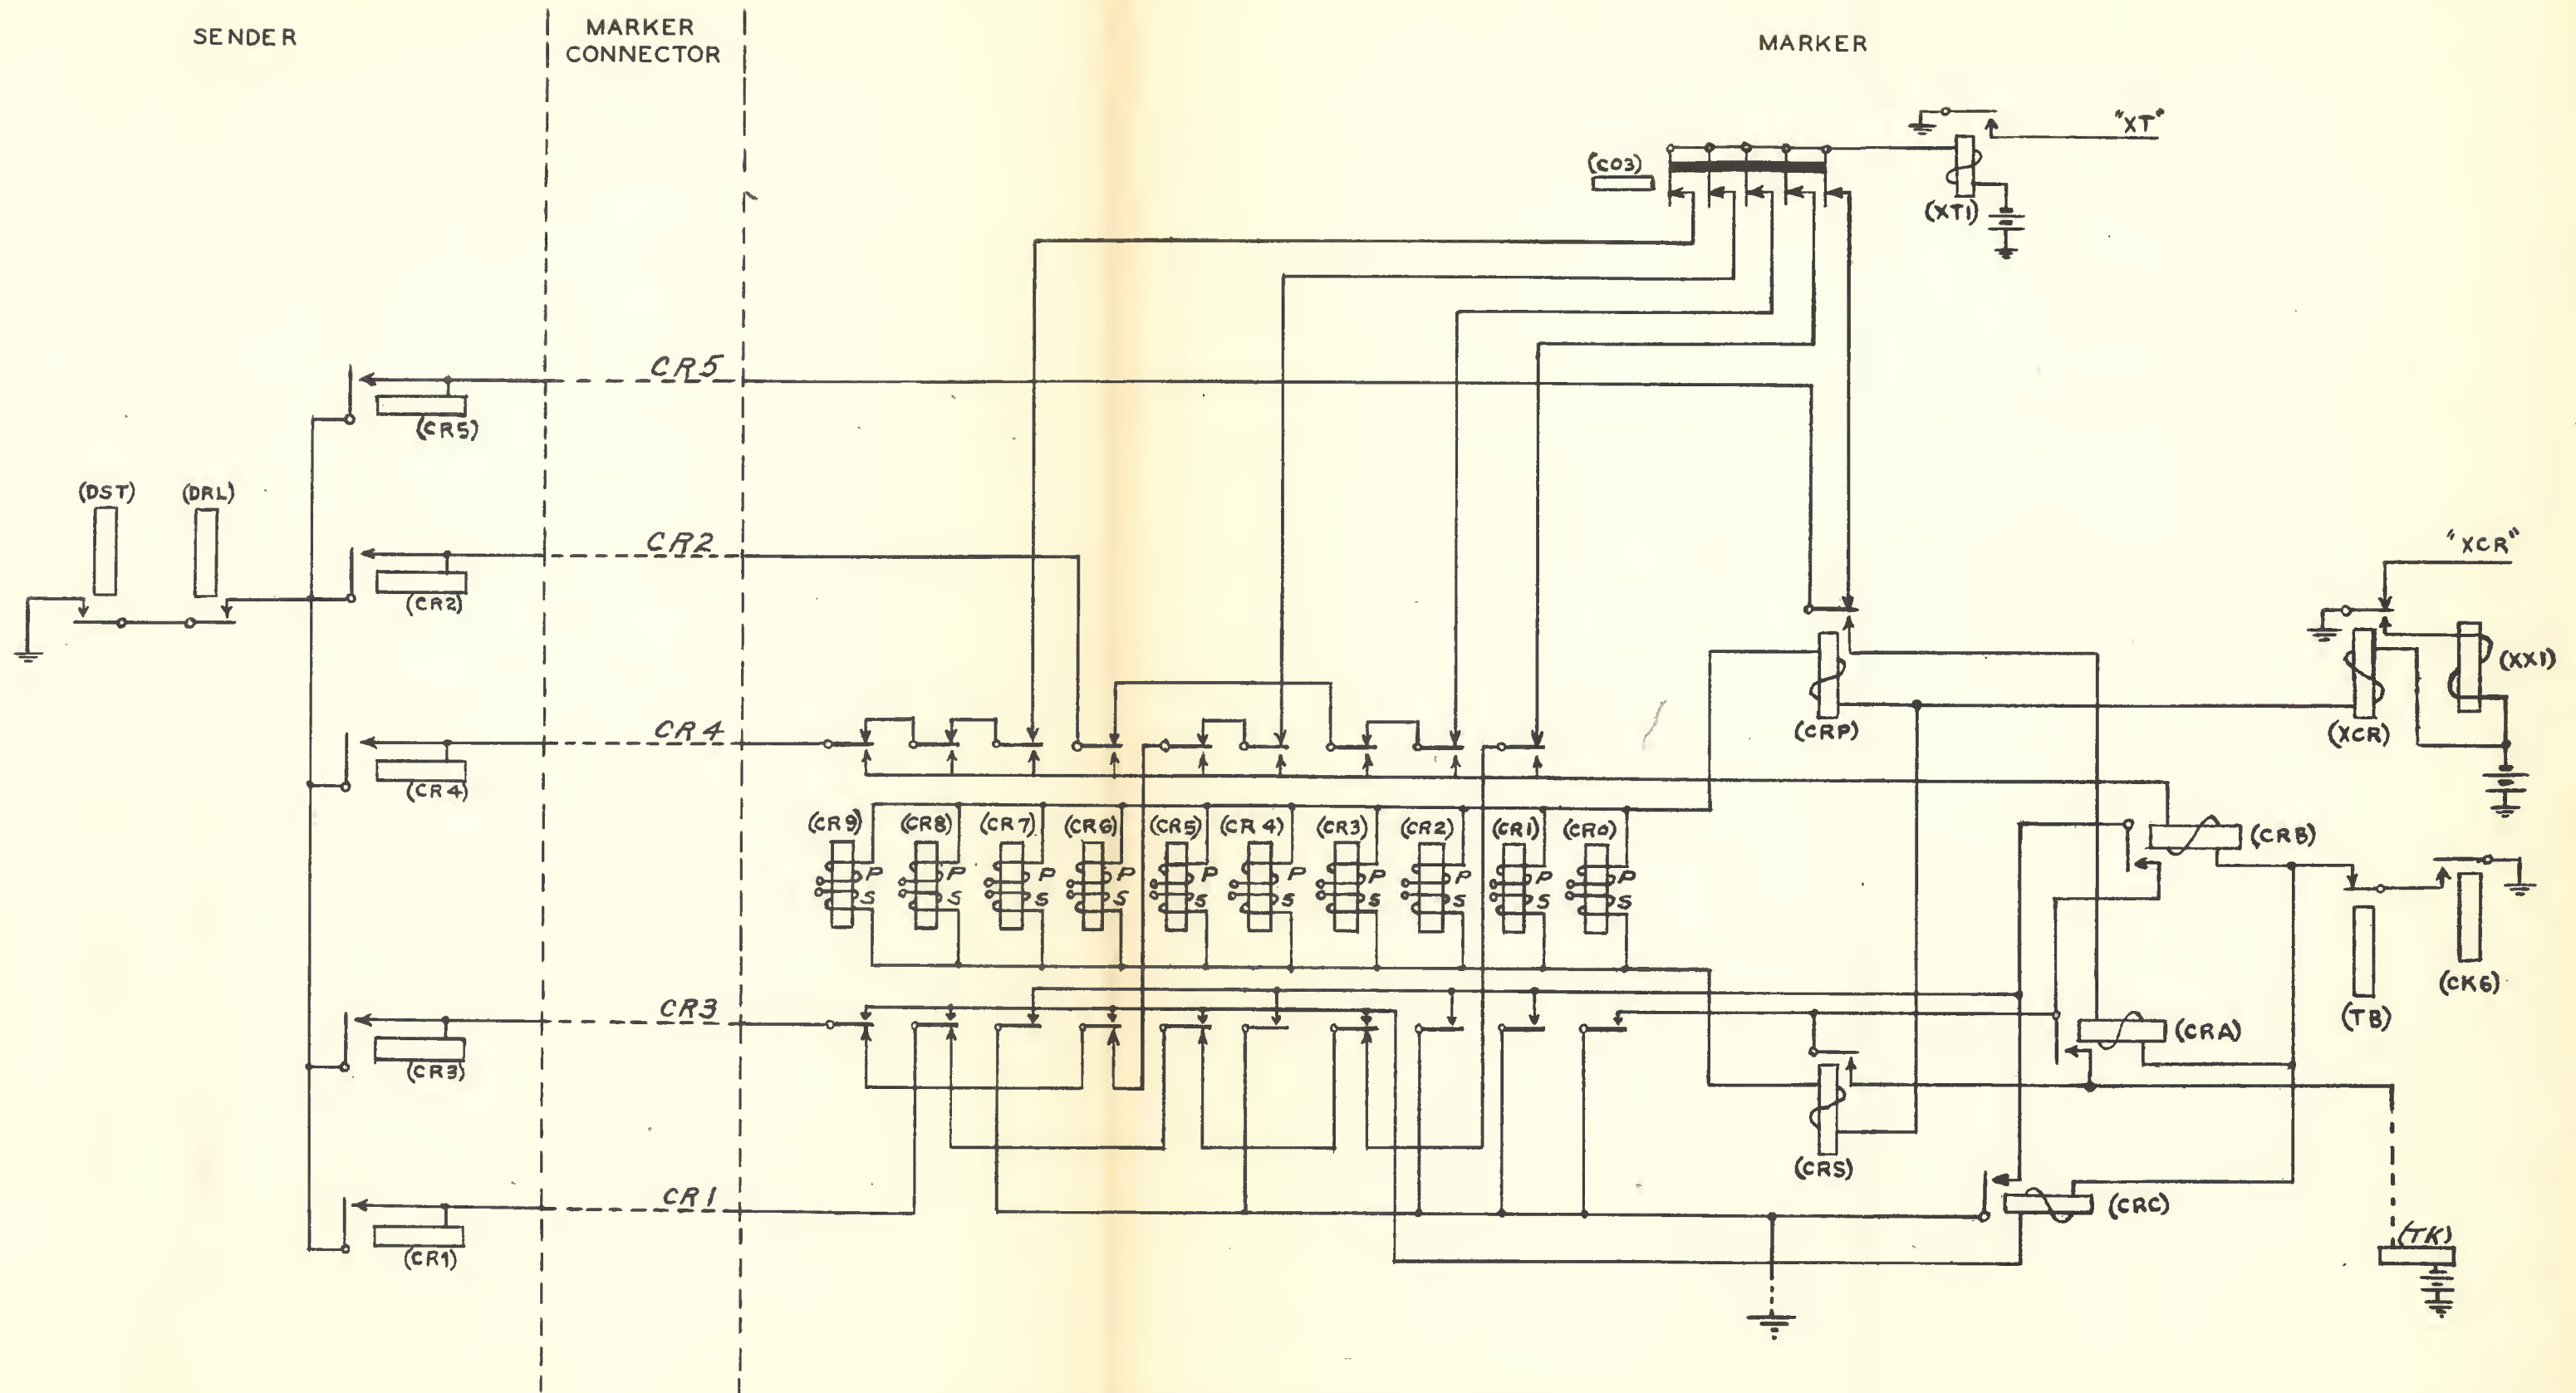 SENDER
MARKER
CONNECTOR
MARKER
"XT"
(CO3)
(XT1)
CR5
(CR5)
(DST) (DRL)
CR2
(CR2)
"XCR"
(XX1)
CR4
(CR4)
(CRP)
(XCR)
(CR9) (CR8) (CR7) (CR6) (CR5) (CR4) (CR3) (CR2) (CR1) (CR0)
(CRB)
P P P P P P P P P
S S S S S S S S S
(CK6)
CR3
(CR3)
(TB)
(CRA)
(CRS)
CR1
(CR1)
(CRC)
(TK)